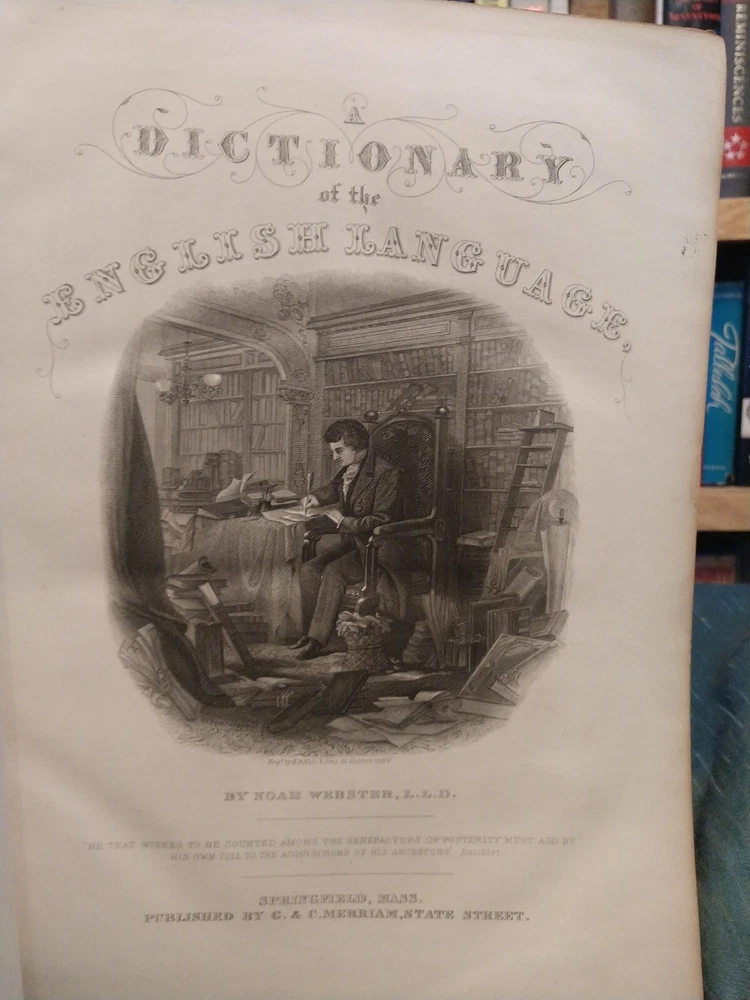 A
DICTIONARY
of the
ENGLISH LANGUAGE,
BY NOAH WEBSTER, L.L.D.
"HE THAT WISHES TO BE COUNTED AMONG THE BENEFACTORS OF POSTERITY MUST ADD BY
HIS OWN TOIL TO THE ACQUISITIONS OF HIS ANCESTORS" Rambler.
SPRINGFIELD, MASS.
PUBLISHED BY G. & C. MERRIAM, STATE STREET.
REMINISCENCES